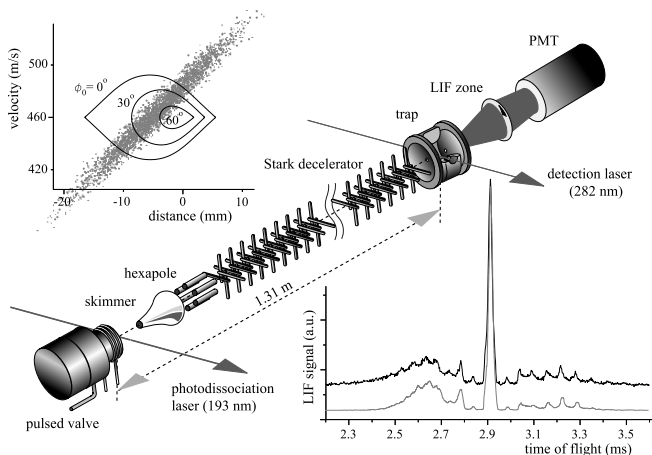 velocity (m/s)
500
460
420
ϕ₀= 0°
30°
60°
-20
-10
0
10
distance (mm)
PMT
LIF zone
trap
Stark decelerator
detection laser
(282 nm)
hexapole
skimmer
1.31 m
photodissociation
laser (193 nm)
pulsed valve
LIF signal (a.u.)
2.3
2.5
2.7
2.9
3.1
3.3
3.5
time of flight (ms)